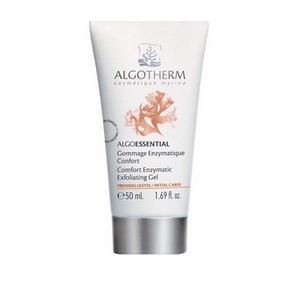 ALGOTHERM
cosmétique marine
ALGOESSENTIAL
Gommage Enzymatique
Confort
Comfort Enzymatic
Exfoliating Gel
PREMIERS GESTES / INITIAL CARES
℮ 50 mL 1.69 fl. oz.